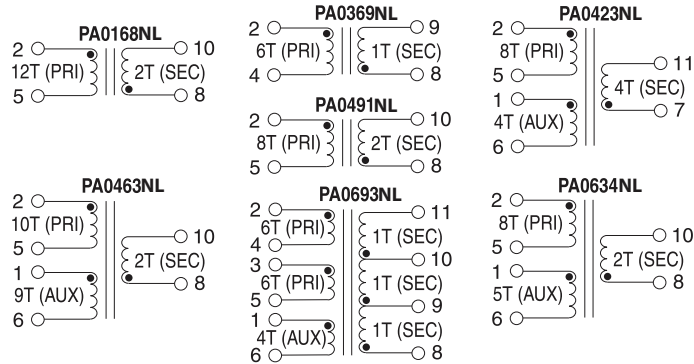 PA0168NL
2
12T (PRI)
5
10
2T (SEC)
8
PA0369NL
2
6T (PRI)
4
9
1T (SEC)
8
PA0423NL
2
8T (PRI)
5
1
4T (AUX)
6
11
4T (SEC)
7
PA0491NL
2
8T (PRI)
5
10
2T (SEC)
8
PA0463NL
2
10T (PRI)
5
1
9T (AUX)
6
10
2T (SEC)
8
PA0693NL
2
6T (PRI)
4
3
6T (PRI)
5
1
4T (AUX)
6
11
1T (SEC)
10
1T (SEC)
9
1T (SEC)
8
PA0634NL
2
8T (PRI)
5
1
5T (AUX)
6
10
2T (SEC)
8